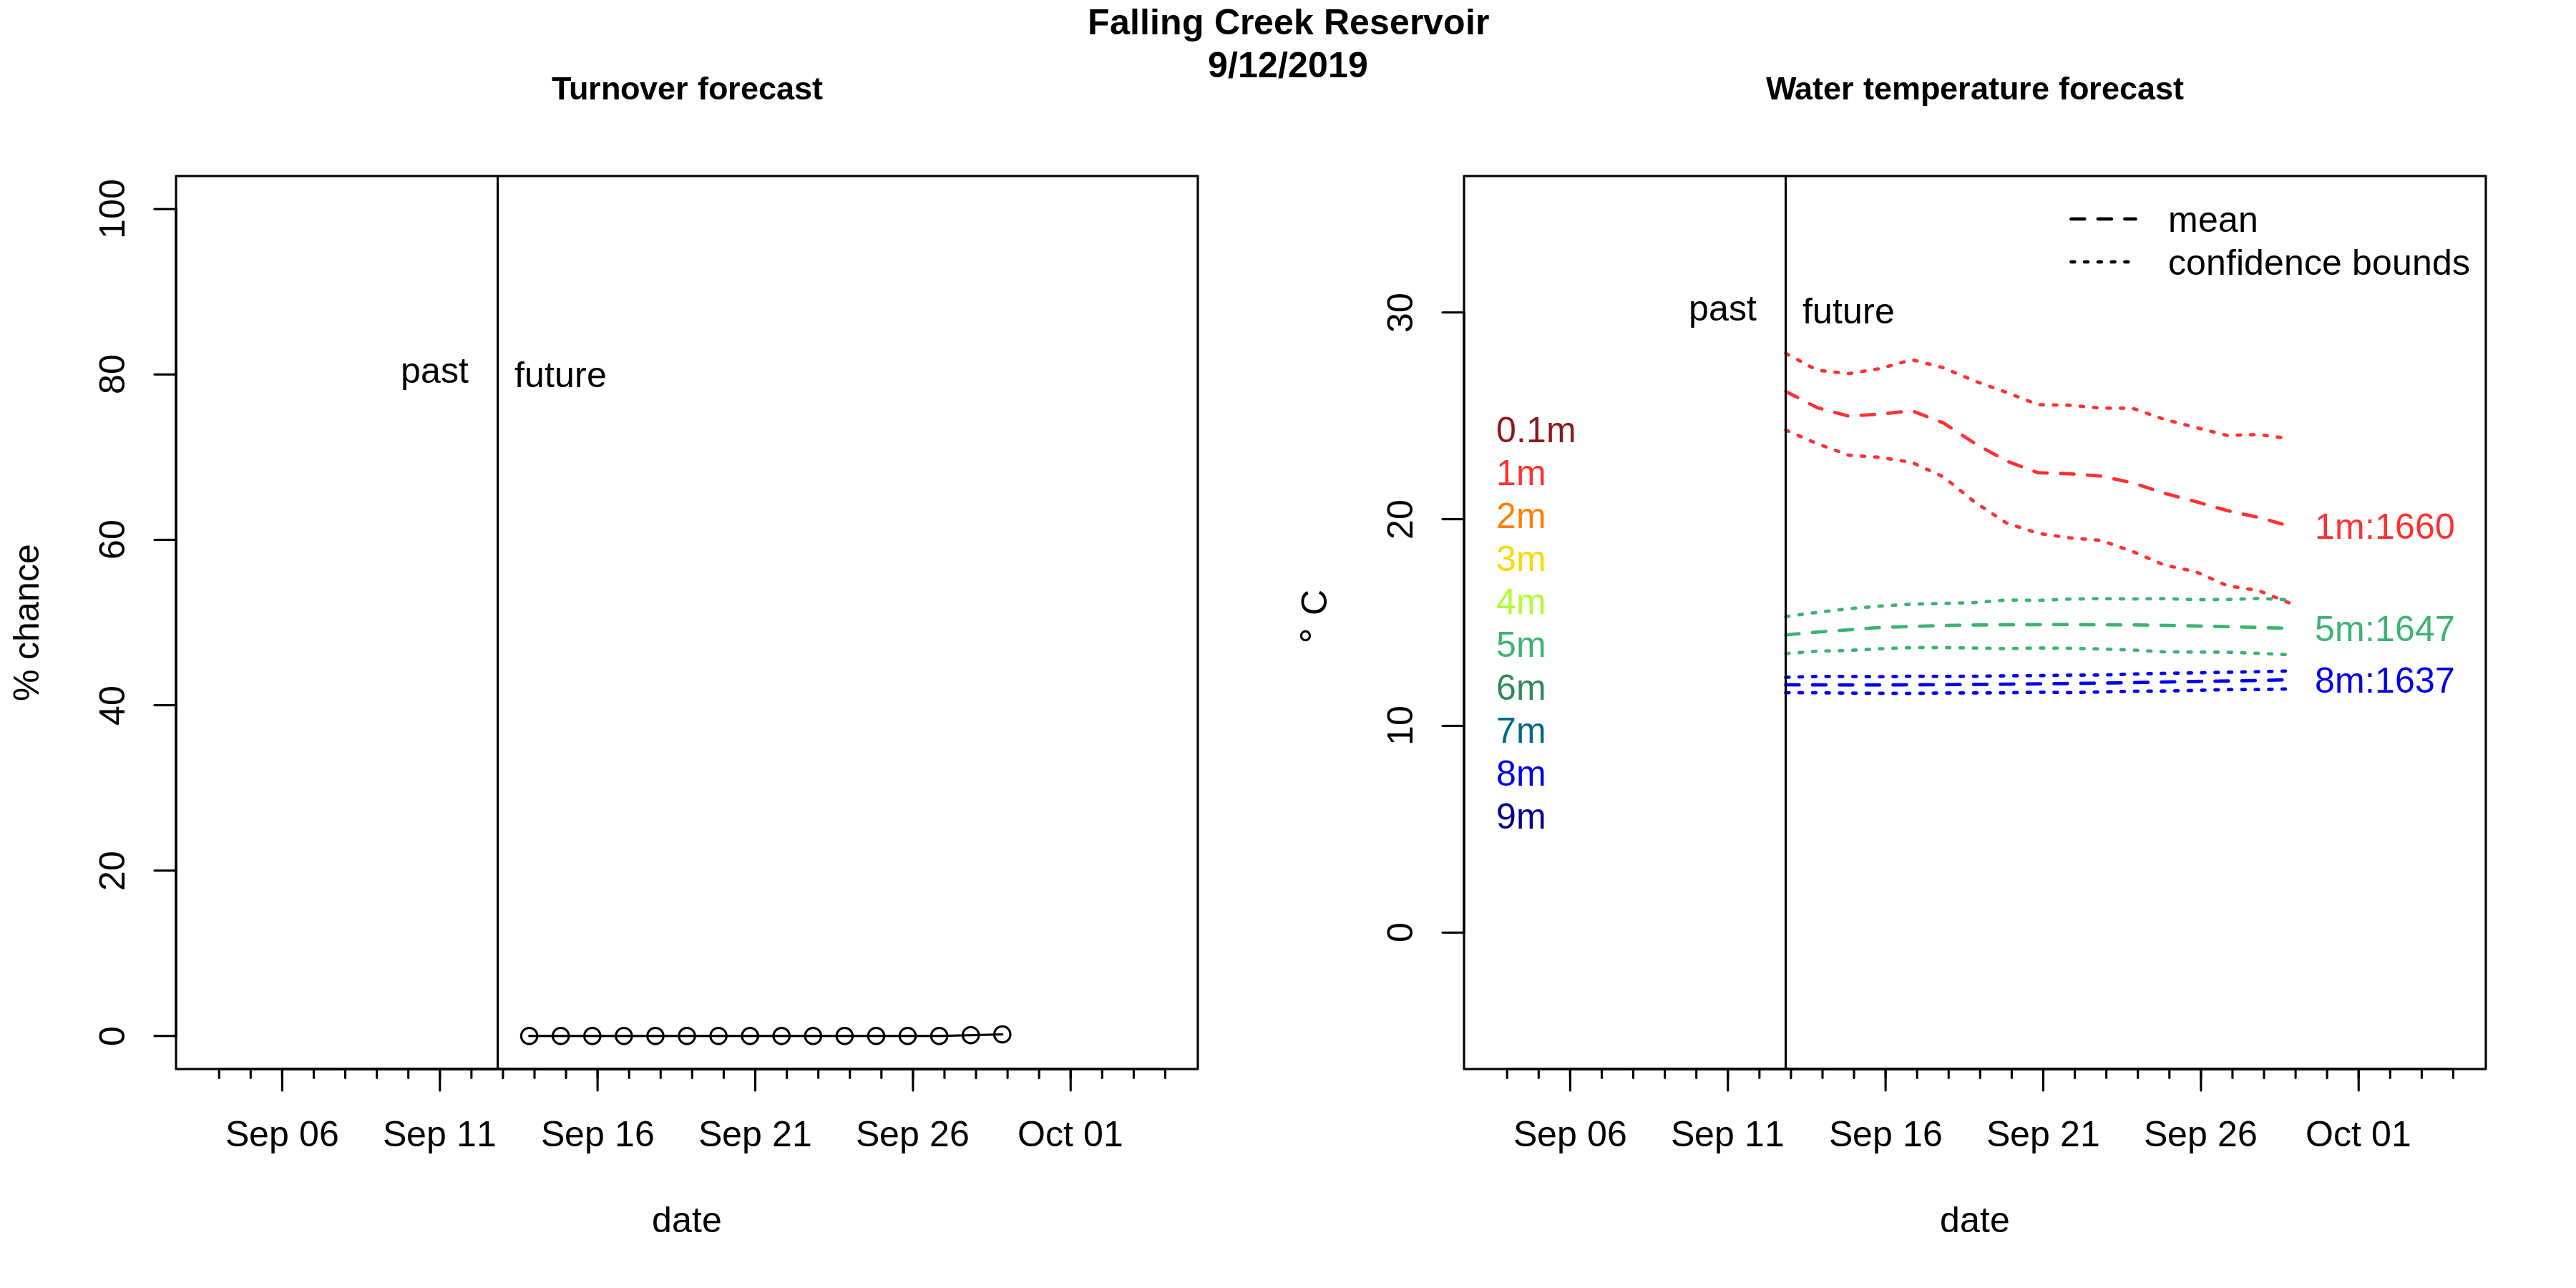 Falling Creek Reservoir
9/12/2019
Turnover forecast
% chance
100
80
60
40
20
0
past
future
Sep 06
Sep 11
Sep 16
Sep 21
Sep 26
Oct 01
date
Water temperature forecast
° C
30
20
10
0
mean
confidence bounds
past
future
0.1m
1m
2m
3m
4m
5m
6m
7m
8m
9m
1m:1660
5m:1647
8m:1637
Sep 06
Sep 11
Sep 16
Sep 21
Sep 26
Oct 01
date